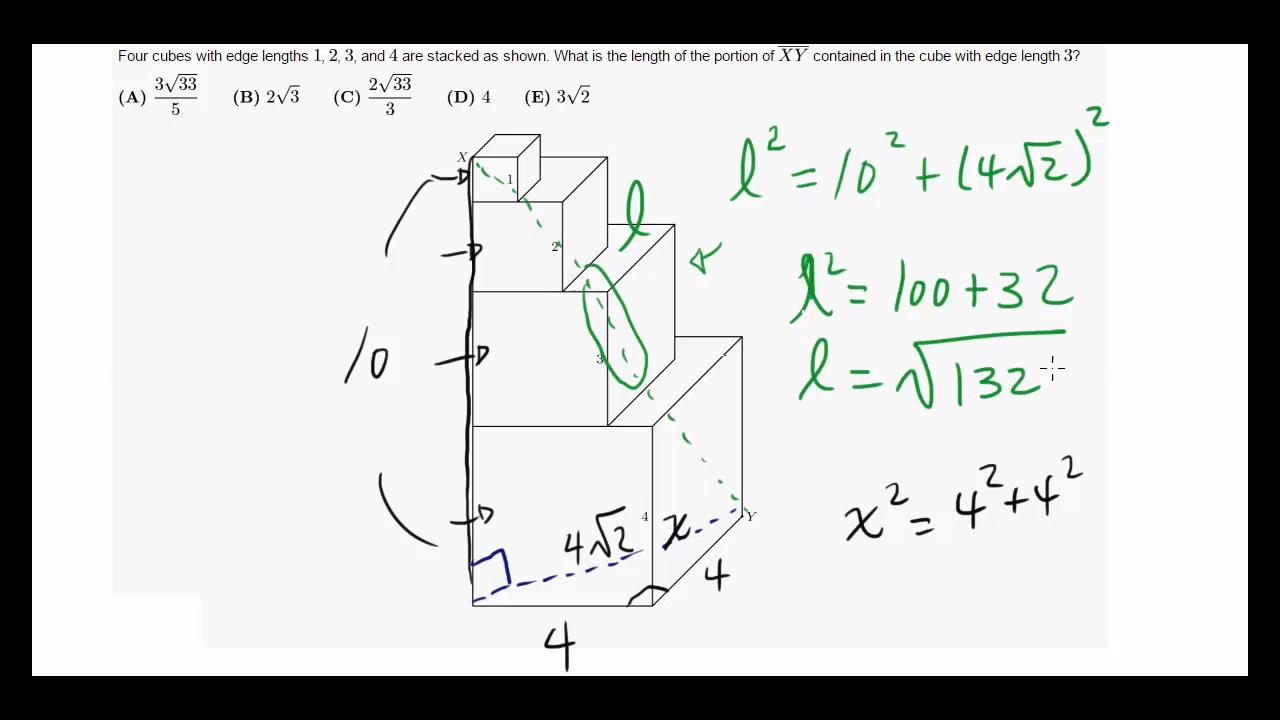 Four cubes with edge lengths 1, 2, 3, and 4 are stacked as shown. What is the length of the portion of \overline{XY} contained in the cube with edge length 3?
(A) 3√33/5 (B) 2√3 (C) 2√33/3 (D) 4 (E) 3√2
X
1
l
l² = 10² + (4√2)²
2
l² = 100 + 32
10
3
l = √132
x² = 4² + 4²
4√2
4
x
Y
4
4